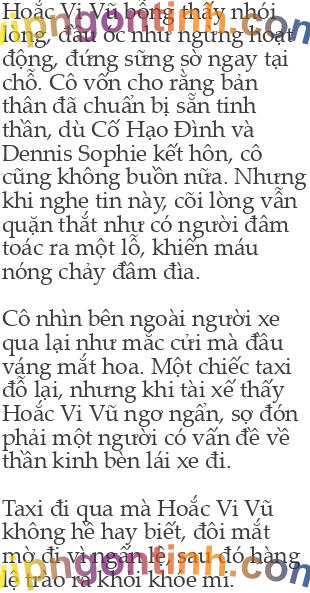 Hoắc Vi Vũ bỗng thấy nhói
lòng, đầu óc như ngừng hoạt
động, đứng sững sờ ngay tại
chỗ. Cô vốn cho rằng bản
thân đã chuẩn bị sẵn tinh
thần, dù Cố Hạo Đình và
Dennis Sophie kết hôn, cô
cũng không buồn nữa. Nhưng
khi nghe tin này, cõi lòng vẫn
quặn thắt như có người đâm
toác ra một lỗ, khiến máu
nóng chảy đầm đìa.
Cô nhìn bên ngoài người xe
qua lại như mắc cửi mà đầu
váng mắt hoa. Một chiếc taxi
đỗ lại, nhưng khi tài xế thấy
Hoắc Vi Vũ ngơ ngẩn, sợ đón
phải một người có vấn đề về
thần kinh bèn lái xe đi.
Taxi đi qua mà Hoắc Vi Vũ
không hề hay biết, đôi mắt
mờ đi vì ngấn lệ, sau đó hàng
lệ trào ra khỏi khóe mi.